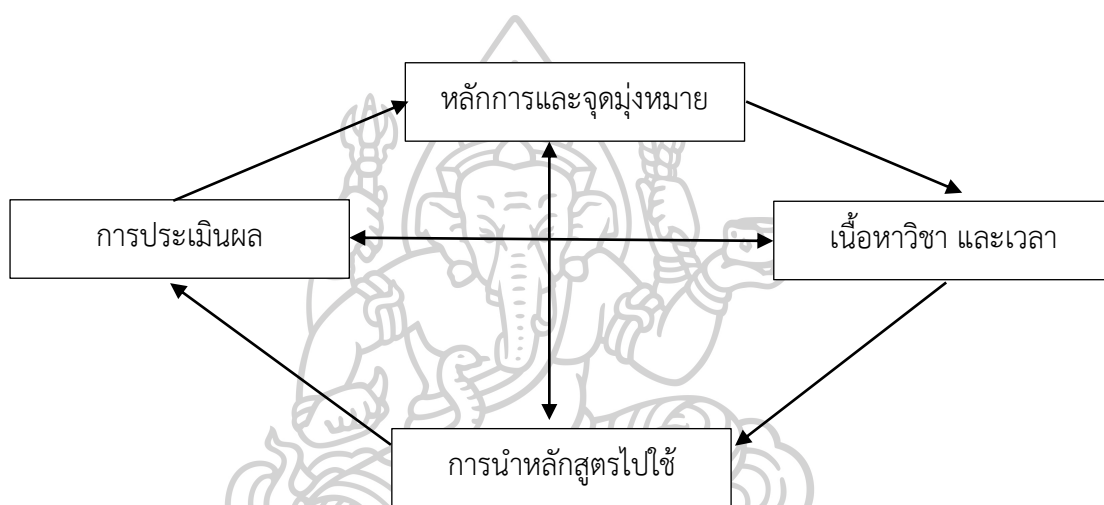 หลักการและจุดมุ่งหมาย
การประเมินผล
เนื้อหาวิชา และเวลา
การนำหลักสูตรไปใช้